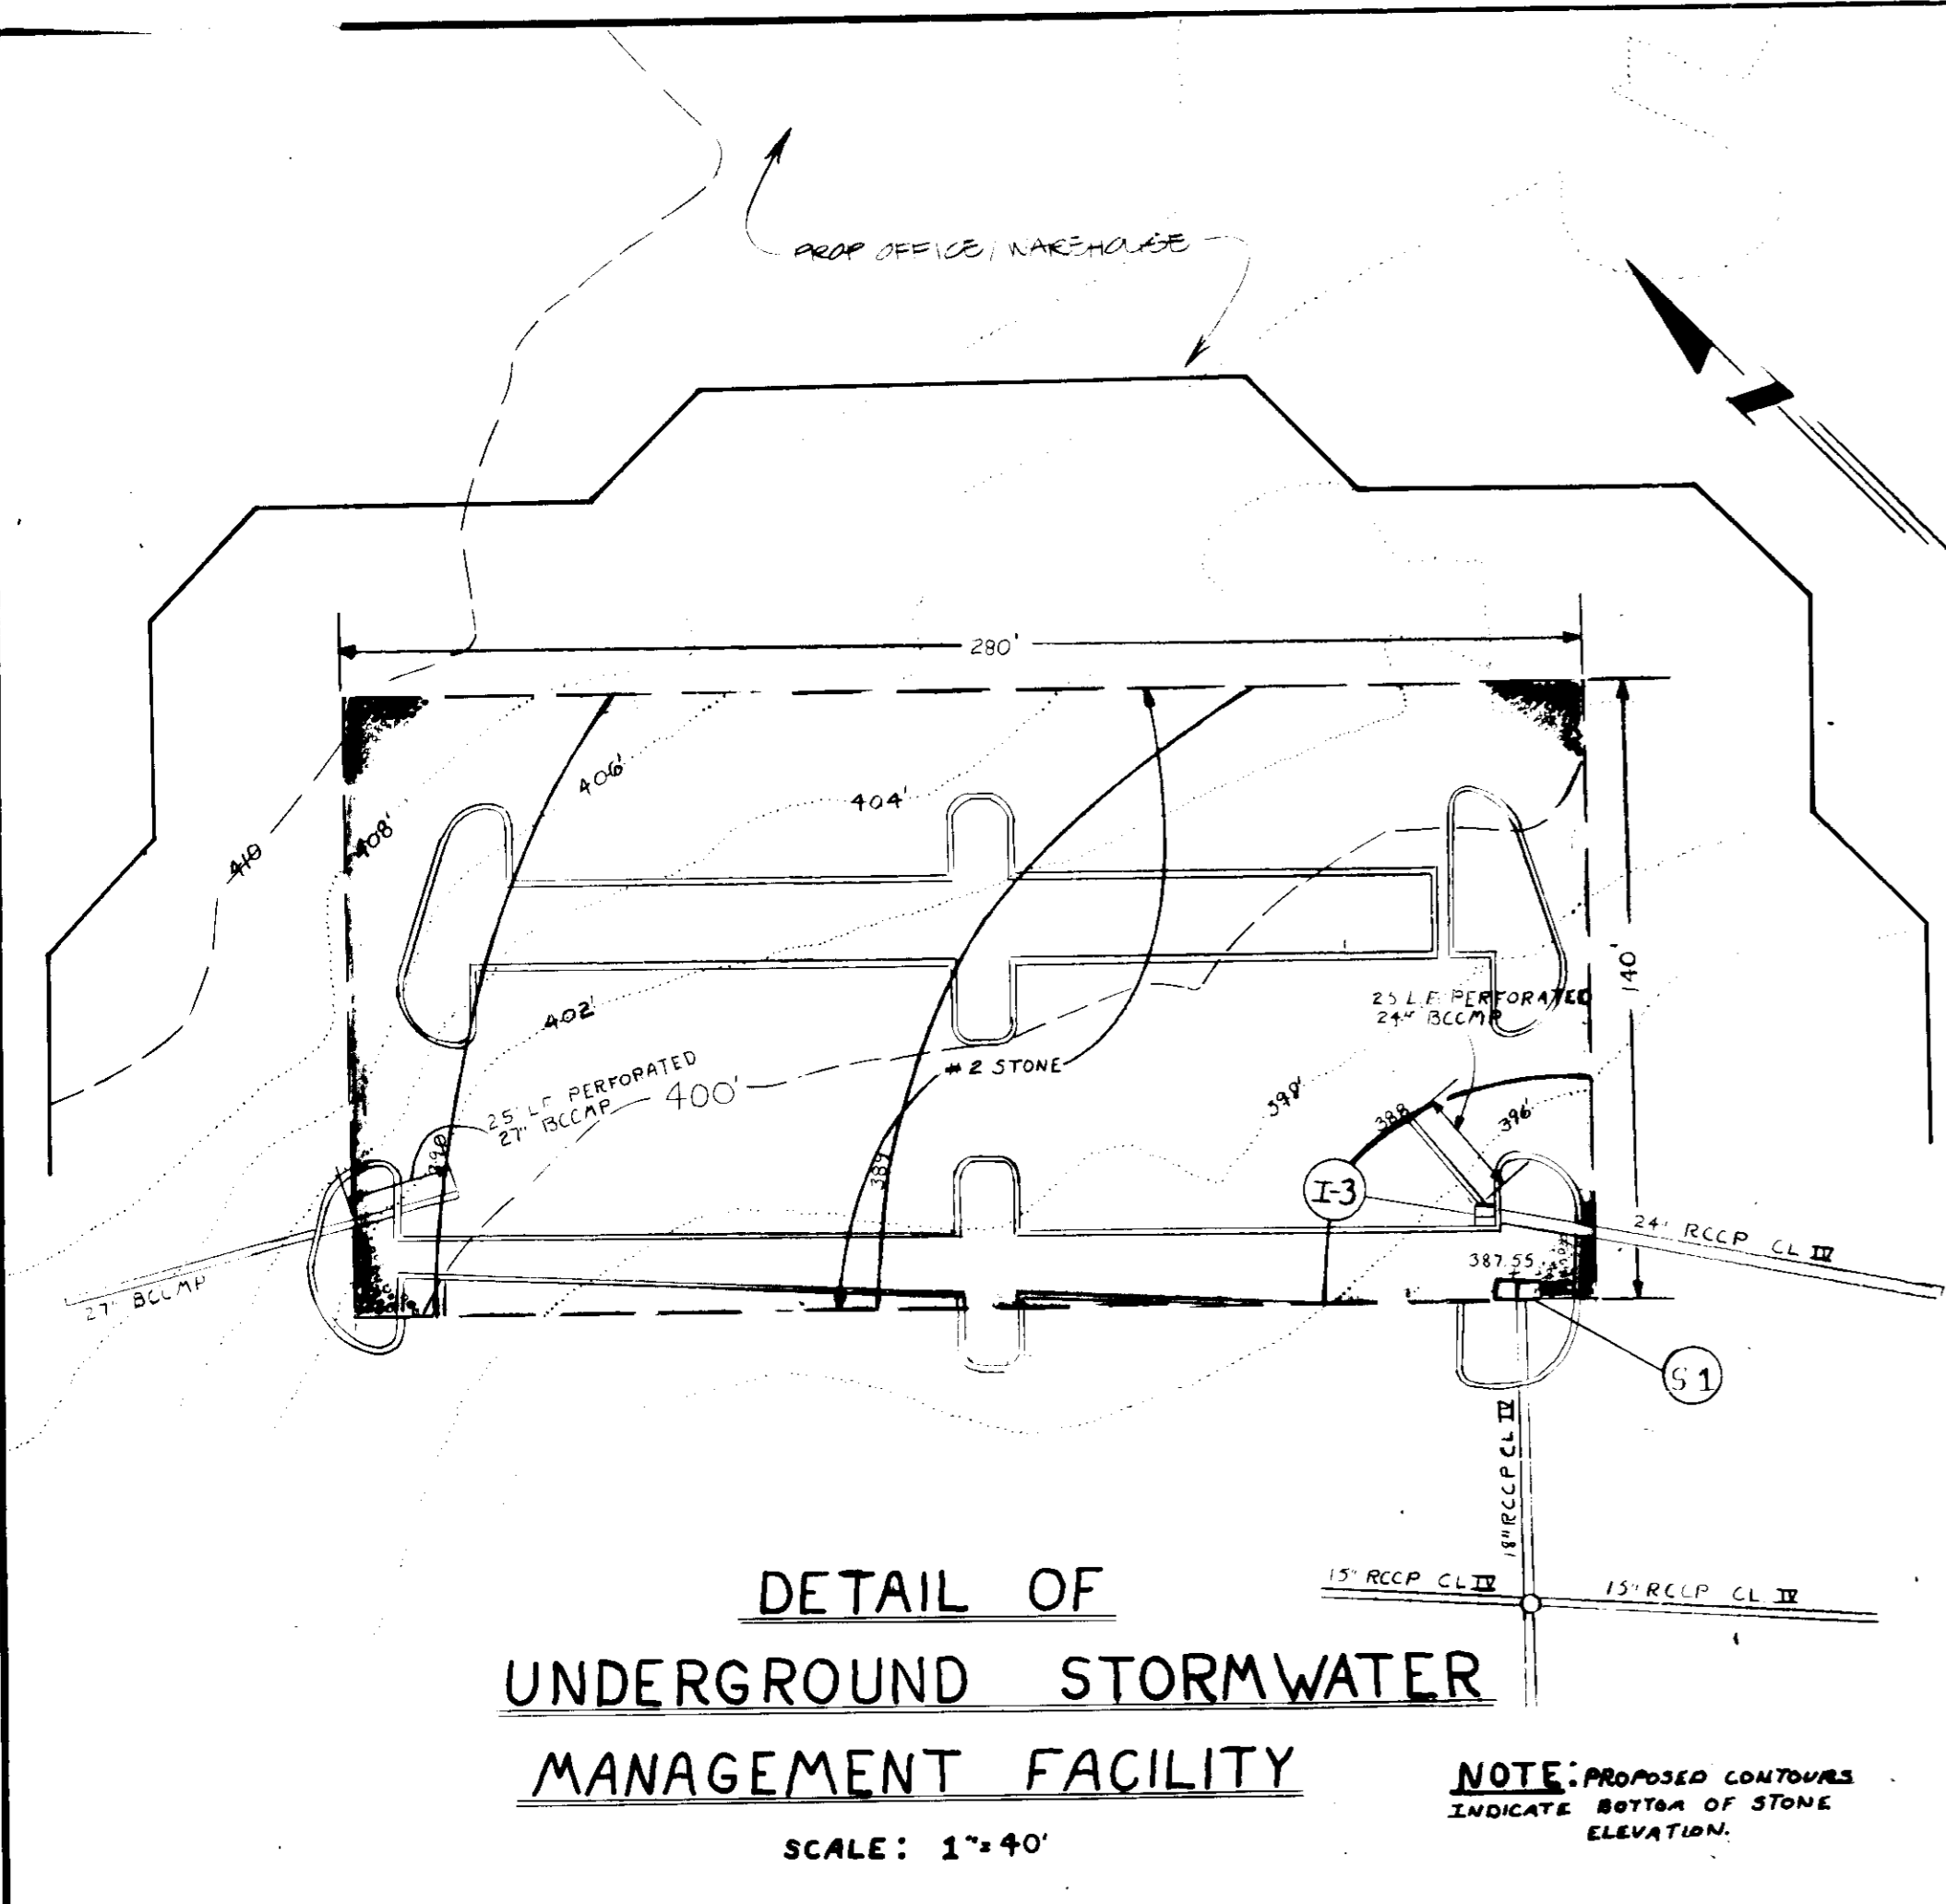 PROP OFFICE/WAREHOUSE
280'
406'
404'
408'
410
140'
402'
25 L.F. PERFORATED
24" BCCMP
#2 STONE
25' LF PERFORATED
27" BCCMP
400'
398'
396'
388
390
389
I-3
24" RCCP CL IV
387.55
27" BCCMP
S1
18" RCCP CL IV
15" RCCP CL IV
15" RCCP CL. IV
DETAIL OF
UNDERGROUND STORMWATER
MANAGEMENT FACILITY
SCALE: 1"=40'
NOTE: PROPOSED CONTOURS
INDICATE BOTTOM OF STONE
ELEVATION.